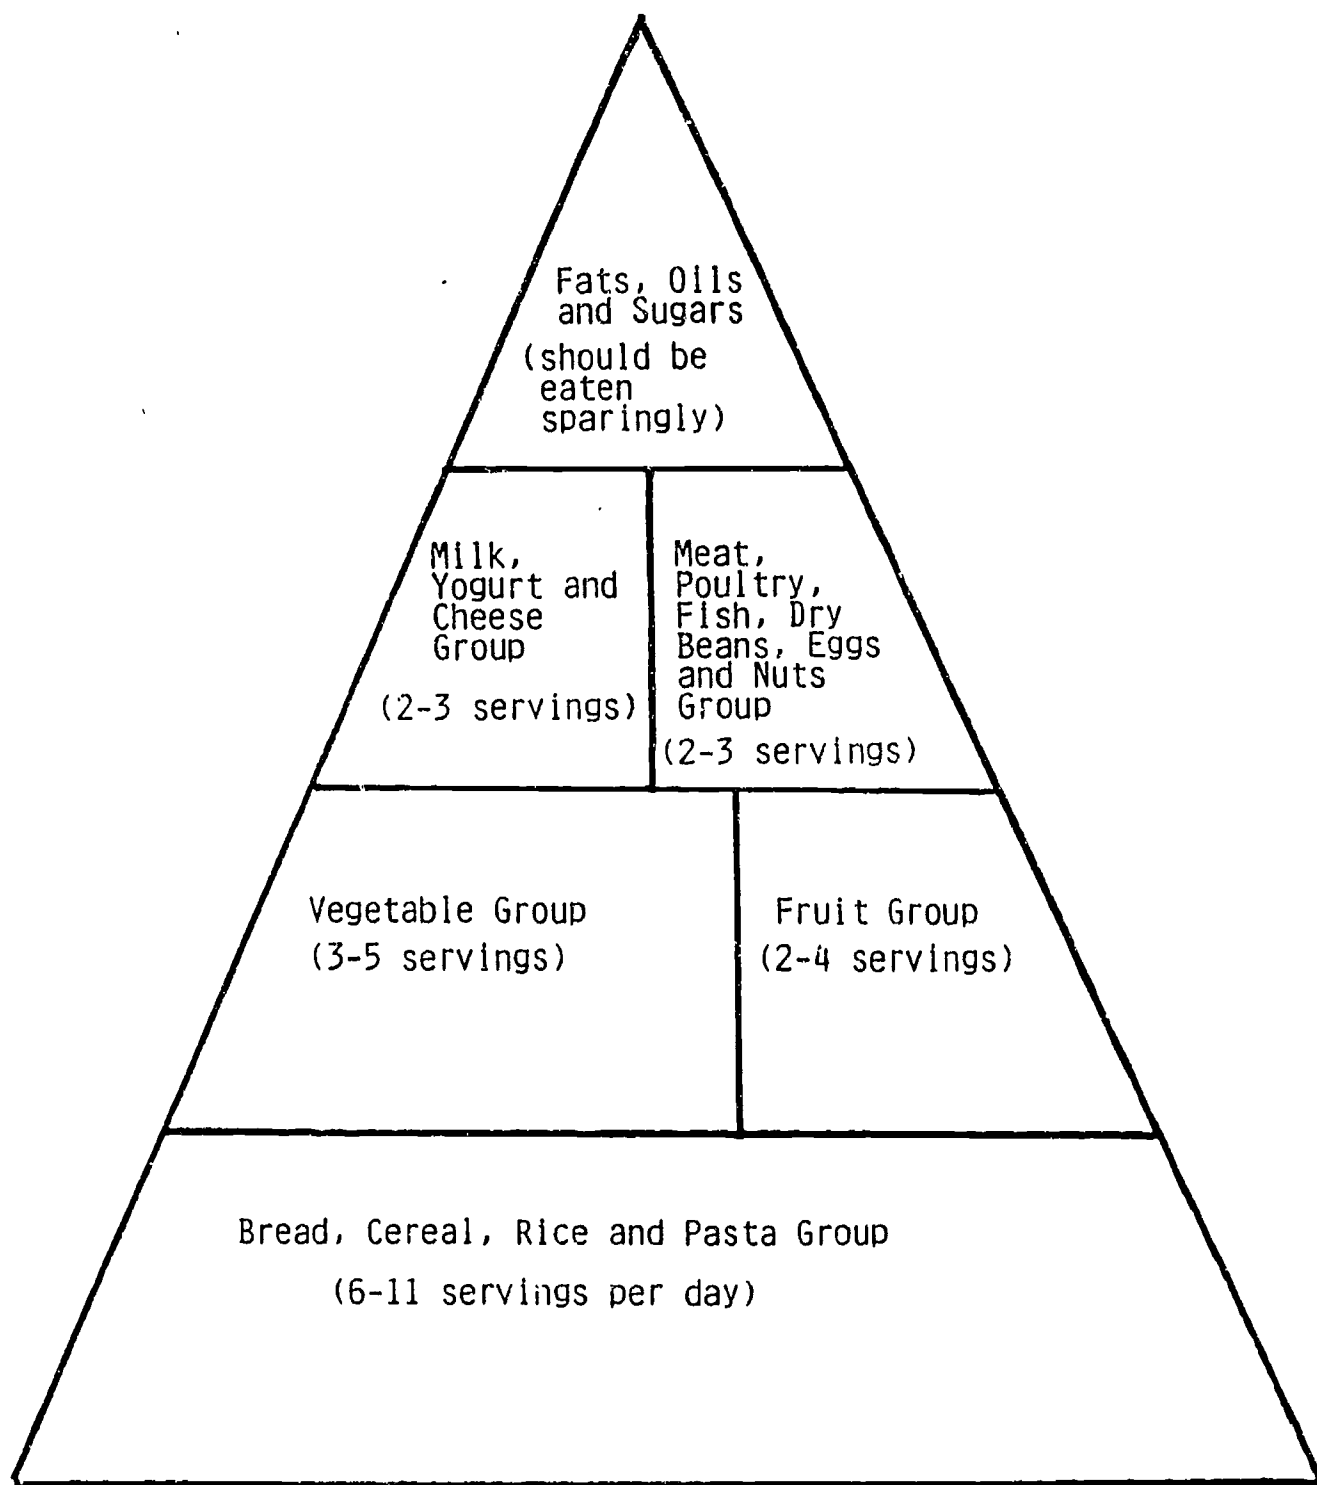 Fats, Oils
and Sugars
(should be
eaten
sparingly)
Milk,
Yogurt and
Cheese
Group
(2-3 servings)
Meat,
Poultry,
Fish, Dry
Beans, Eggs
and Nuts
Group
(2-3 servings)
Vegetable Group
(3-5 servings)
Fruit Group
(2-4 servings)
Bread, Cereal, Rice and Pasta Group
(6-11 servings per day)